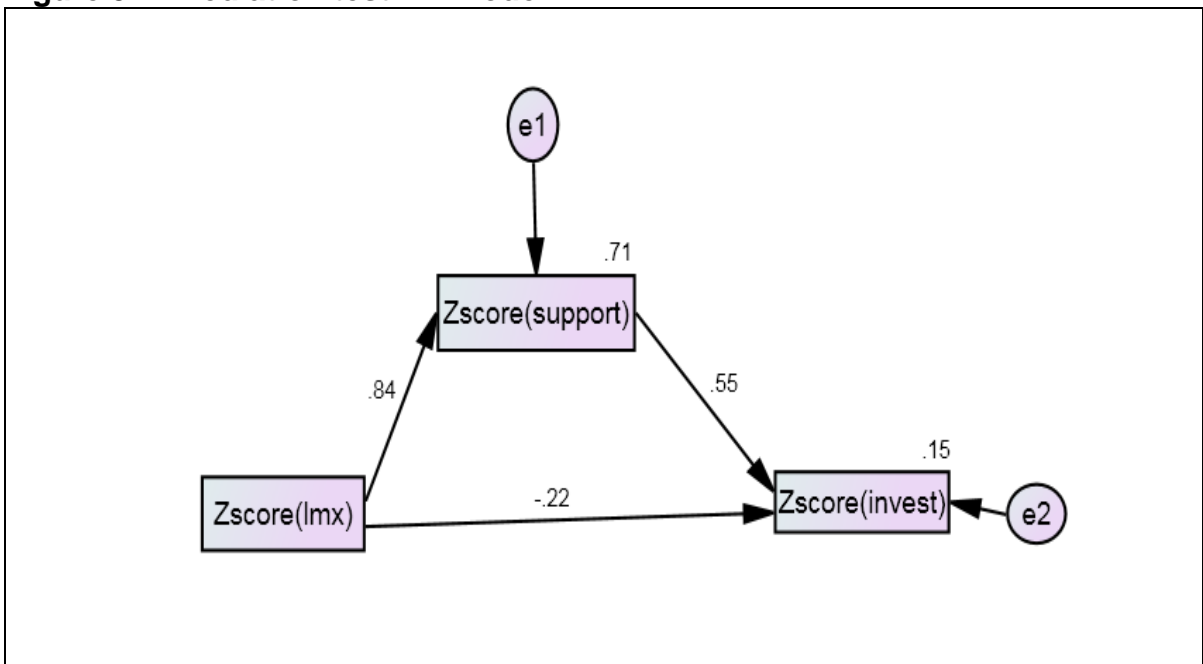 e1
.71
Zscore(support)
.84
.55
.15
Zscore(lmx)
-.22
Zscore(invest)
e2